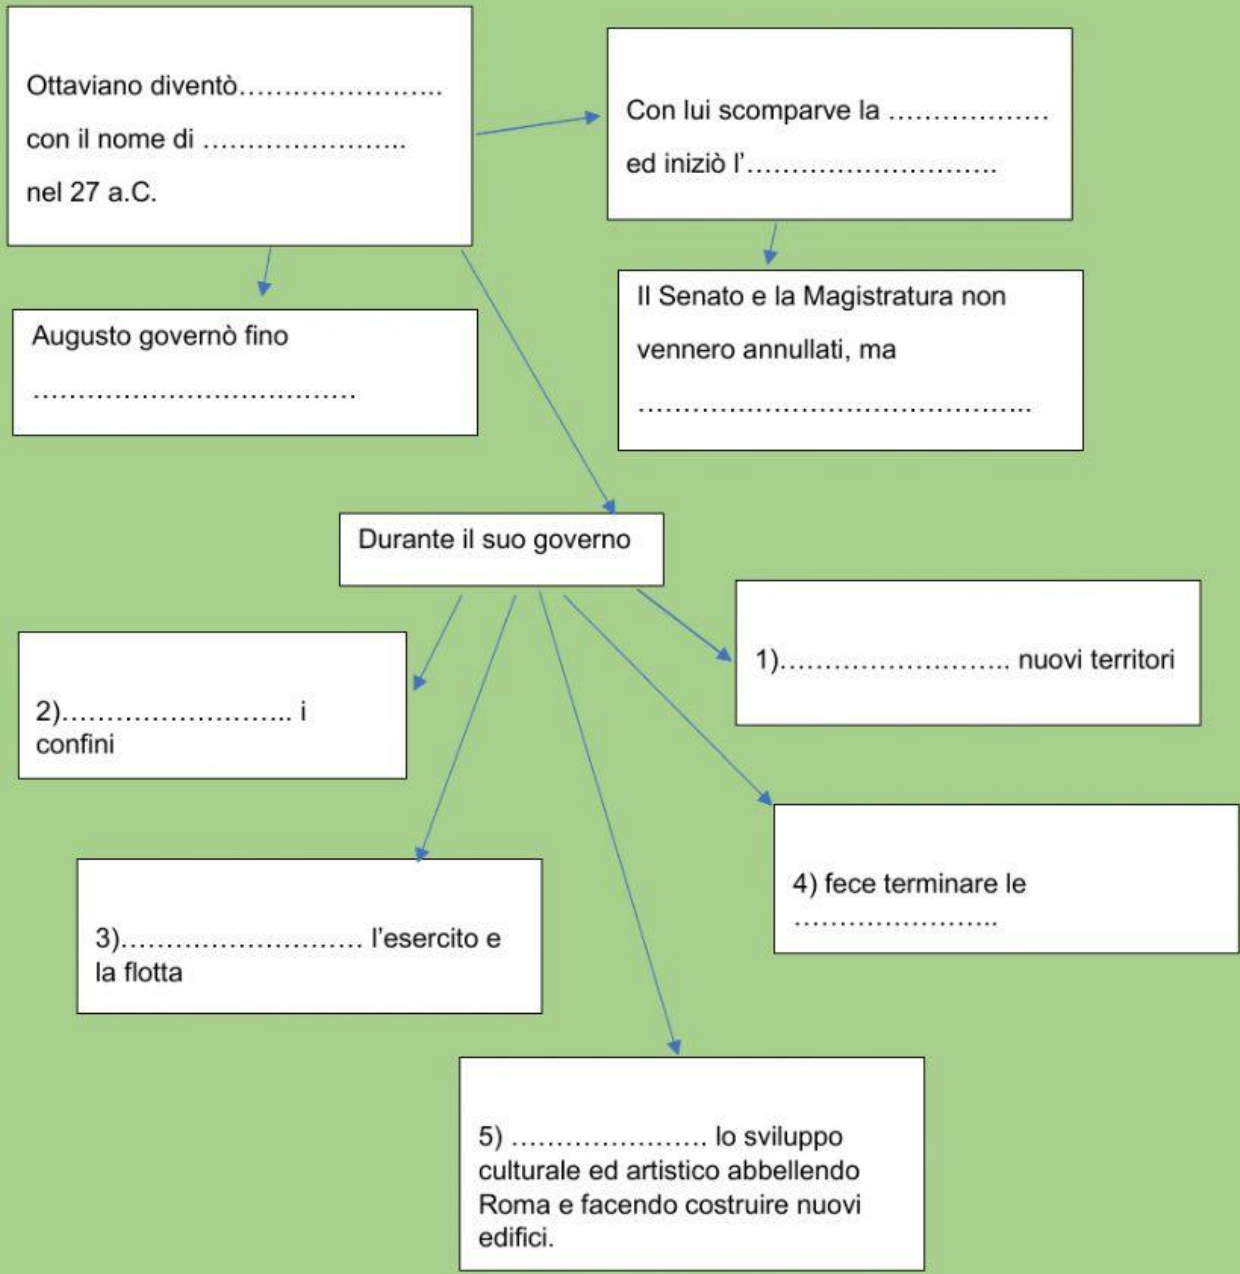 Ottaviano diventò……………………..
con il nome di …………………..
nel 27 a.C.
Con lui scomparve la ………………
ed iniziò l’……………………….
Augusto governò fino
………………………………
Il Senato e la Magistratura non
vennero annullati, ma
……………………………………..
Durante il suo governo
1)…………………….. nuovi territori
2)…………………….. i
confini
3)……………………… l’esercito e
la flotta
4) fece terminare le
…………………..
5) …………………. lo sviluppo
culturale ed artistico abbellendo
Roma e facendo costruire nuovi
edifici.